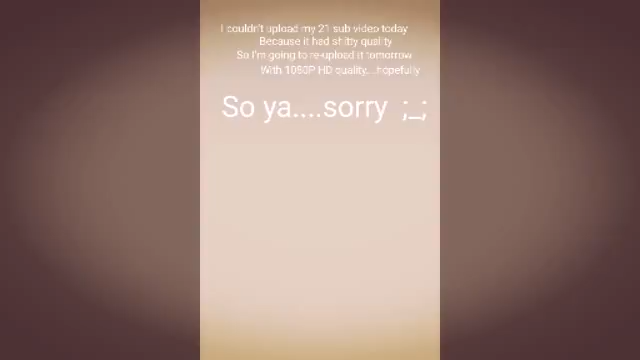 I couldn't upload my 21 sub video today
Because it had shitty quality
So I'm going to re-upload it tomorrow
With 1080P HD quality...hopefully
So ya....sorry ;_;